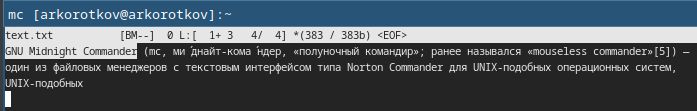 mc [arkorotkov@arkorotkov]:~
text.txt [BM--] 0 L:[ 1+ 3 4/ 4] *(383 / 383b) <EOF>
GNU Midnight Commander (mc, ми ́днайт-кома ́ндер, «полуночный командир»; ранее назывался «mouseless commander»[5]) —
один из файловых менеджеров с текстовым интерфейсом типа Norton Commander для UNIX-подобных операционных систем,
UNIX-подобных